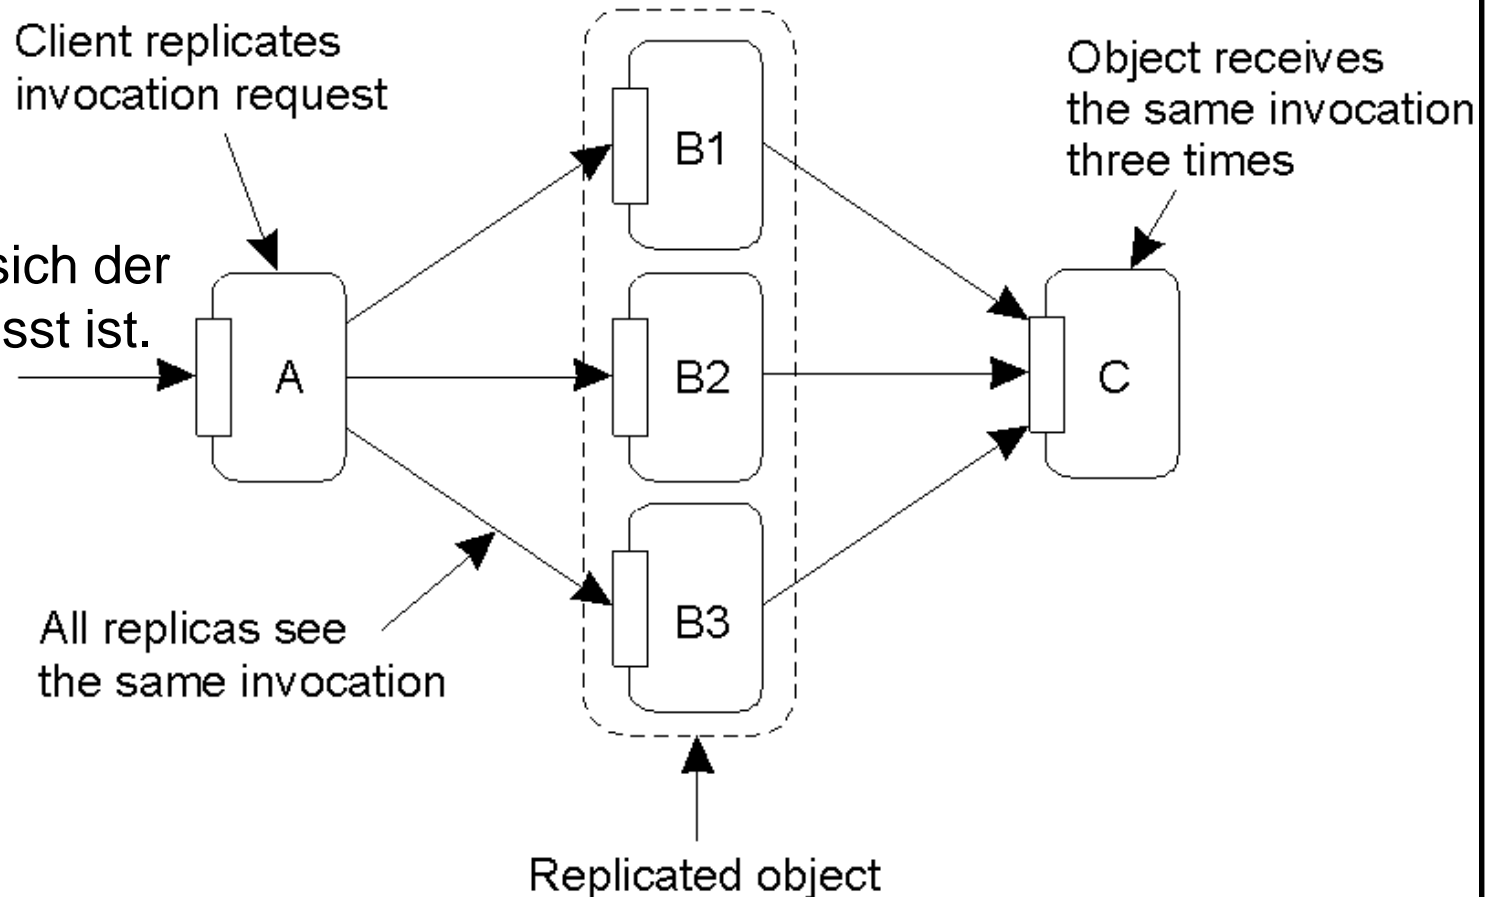 Client replicates
invocation request
B1
Object receives
the same invocation
three times
sich der
sst ist.
A
B2
C
All replicas see
the same invocation
B3
Replicated object